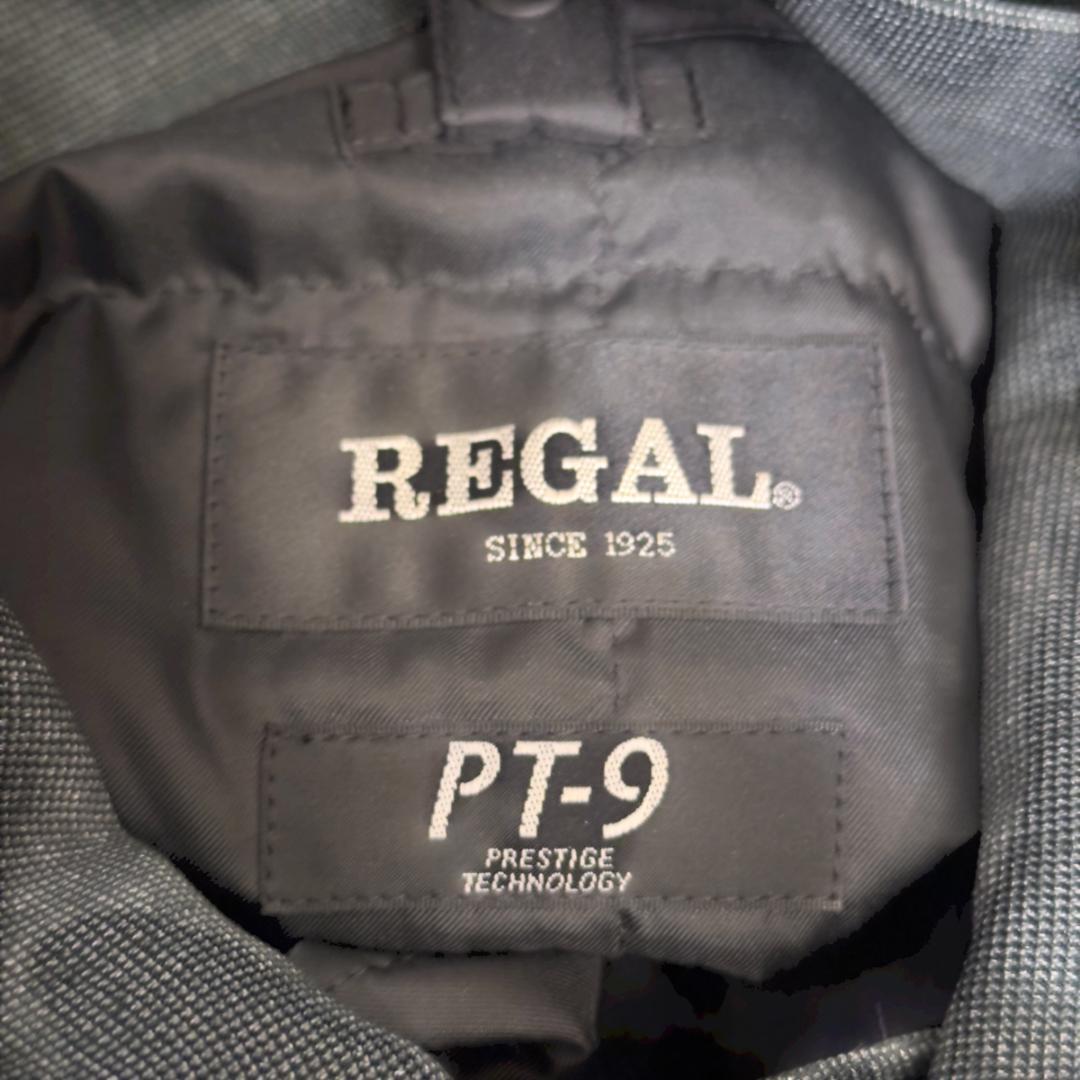 REGAL®
SINCE 1925
PT-9
PRESTIGE
TECHNOLOGY